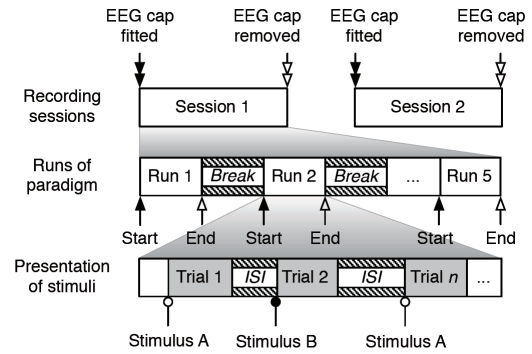 EEG cap fitted
EEG cap removed
EEG cap fitted
EEG cap removed
Recording sessions
Session 1
Session 2
Runs of paradigm
Run 1
Break
Run 2
Break
...
Run 5
Start
End
Start
End
Start
End
Presentation of stimuli
Trial 1
ISI
Trial 2
ISI
Trial n
...
Stimulus A
Stimulus B
Stimulus A